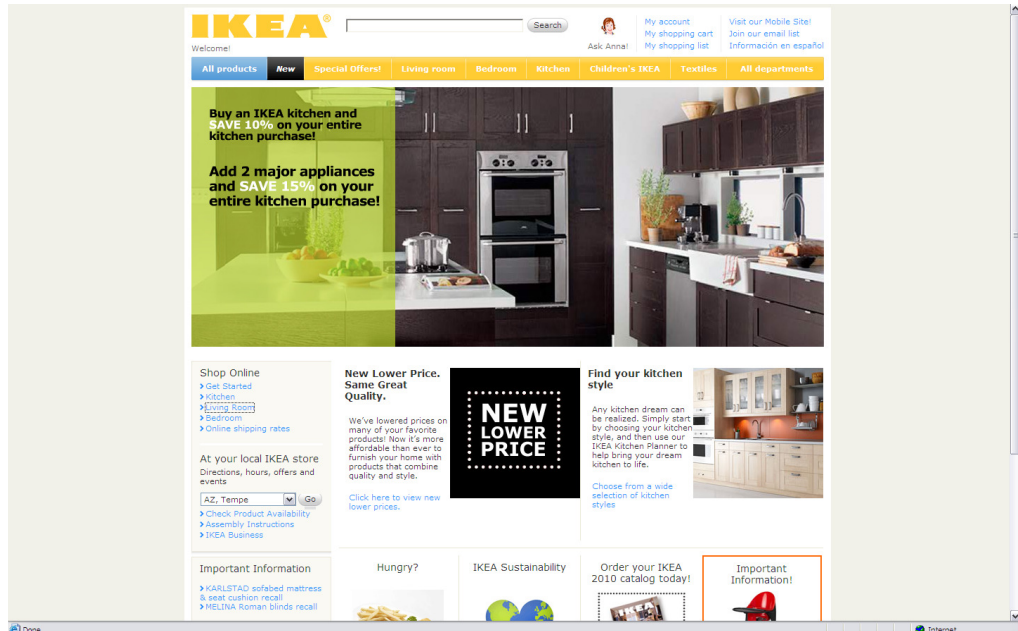 IKEA®
Search
Welcome!
Ask Anna!
My account
My shopping cart
My shopping list
Visit our Mobile Site!
Join our email list
Información en español
All products
New
Special Offers!
Living room
Bedroom
Kitchen
Children's IKEA
Textiles
All departments
Buy an IKEA kitchen and
SAVE 10% on your entire
kitchen purchase!
Add 2 major appliances
and SAVE 15% on your
entire kitchen purchase!
Shop Online
Get Started
Kitchen
Living Room
Bedroom
Online shipping rates
At your local IKEA store
Directions, hours, offers and
events
AZ, Tempe
Go
Check Product Availability
Assembly Instructions
IKEA Business
New Lower Price.
Same Great
Quality.
We've lowered prices on
many of your favorite
products! Now it's more
affordable than ever to
furnish your home with
products that combine
quality and style.
Click here to view new
lower prices.
NEW
LOWER
PRICE
Find your kitchen
style
Any kitchen dream can
be realized. Simply start
by choosing your kitchen
style, and then use our
IKEA Kitchen Planner to
help bring your dream
kitchen to life.
Choose from a wide
selection of kitchen
styles
Important Information
KARLSTAD sofabed mattress
& seat cushion recall
MELINA Roman blinds recall
Hungry?
IKEA Sustainability
Order your IKEA
2010 catalog today!
Important
Information!
Done
Internet